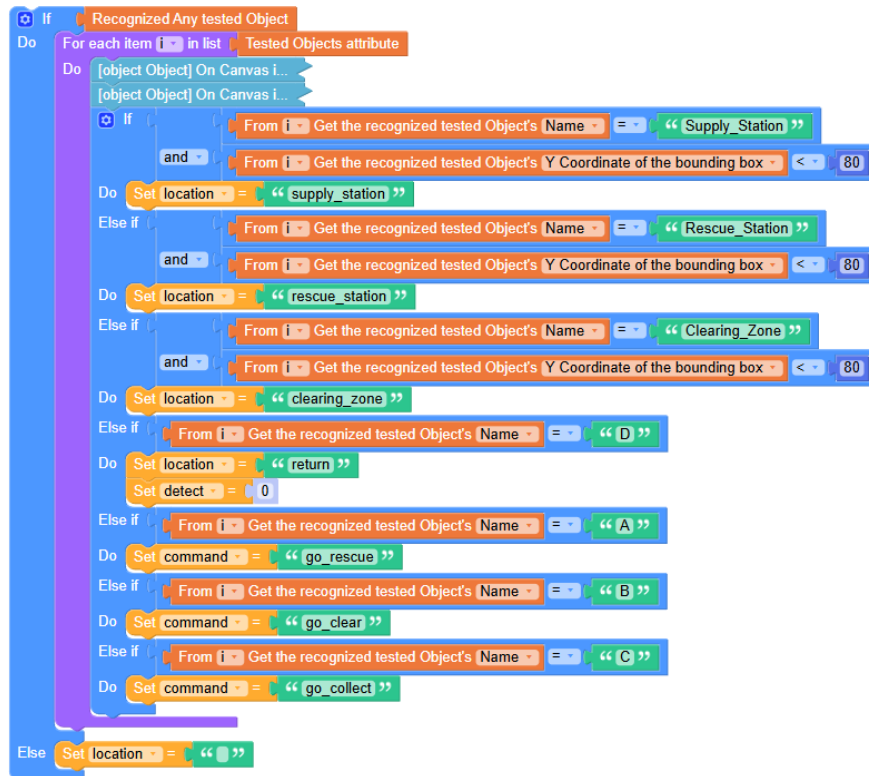 If Recognized Any tested Object
Do For each item i in list Tested Objects attribute
Do [object Object] On Canvas i...
[object Object] On Canvas i...
If From i Get the recognized tested Object's Name = “ Supply_Station ”
and From i Get the recognized tested Object's Y Coordinate of the bounding box < 80
Do Set location = “ supply_station ”
Else if From i Get the recognized tested Object's Name = “ Rescue_Station ”
and From i Get the recognized tested Object's Y Coordinate of the bounding box < 80
Do Set location = “ rescue_station ”
Else if From i Get the recognized tested Object's Name = “ Clearing_Zone ”
and From i Get the recognized tested Object's Y Coordinate of the bounding box < 80
Do Set location = “ clearing_zone ”
Else if From i Get the recognized tested Object's Name = “ D ”
Do Set location = “ return ”
Set detect = 0
Else if From i Get the recognized tested Object's Name = “ A ”
Do Set command = “ go_rescue ”
Else if From i Get the recognized tested Object's Name = “ B ”
Do Set command = “ go_clear ”
Else if From i Get the recognized tested Object's Name = “ C ”
Do Set command = “ go_collect ”
Else Set location = “ ”